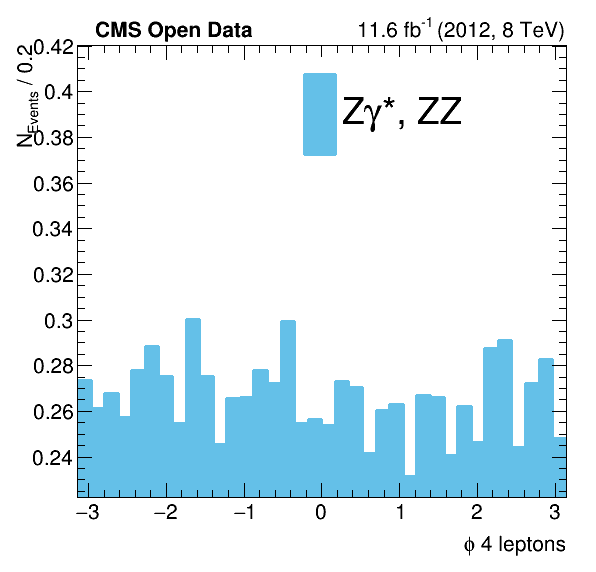 CMS Open Data 11.6 fb⁻¹ (2012, 8 TeV)
N_Events / 0.2
Zγ*, ZZ
0.42
0.4
0.38
0.36
0.34
0.32
0.3
0.28
0.26
0.24
−3 −2 −1 0 1 2 3
ϕ 4 leptons